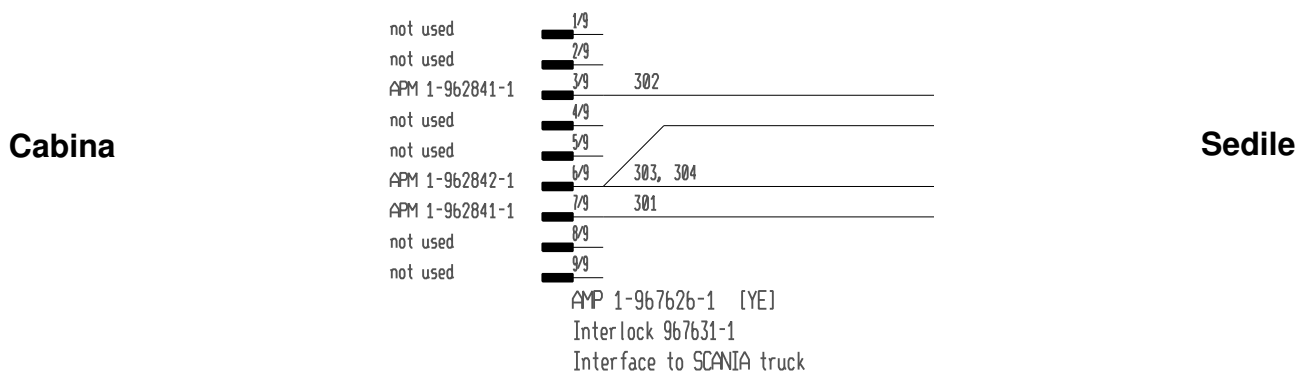 not used 1/9
not used 2/9
APM 1-962841-1 3/9 302
not used 4/9
Cabina
Sedile
not used 5/9
APM 1-962842-1 6/9 303, 304
APM 1-962841-1 7/9 301
not used 8/9
not used 9/9
AMP 1-967626-1 [YE]
Interlock 967631-1
Interface to SCANIA truck